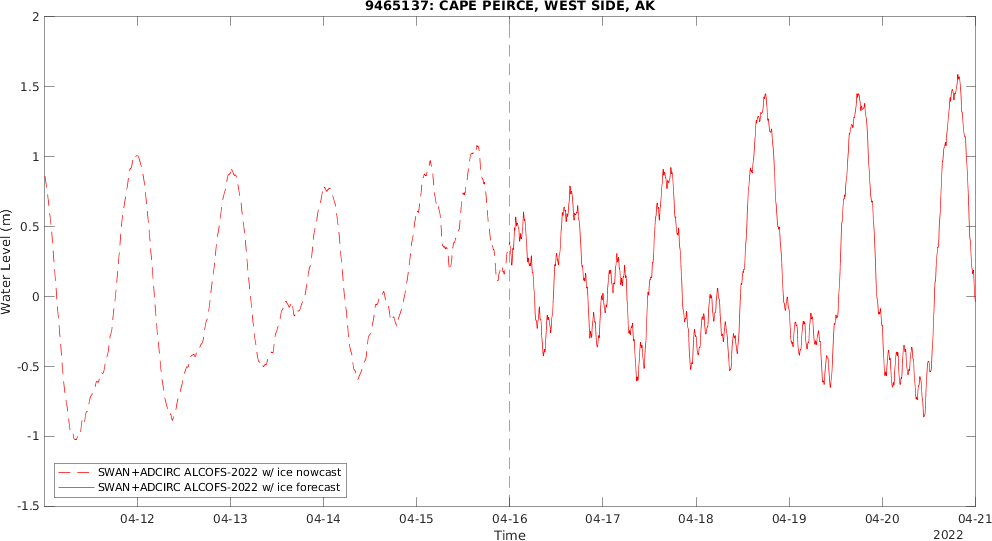 9465137: CAPE PEIRCE, WEST SIDE, AK
2
1.5
1
0.5
0
-0.5
-1
-1.5
Water Level (m)
SWAN+ADCIRC ALCOFS-2022 w/ ice nowcast
SWAN+ADCIRC ALCOFS-2022 w/ ice forecast
04-12 04-13 04-14 04-15 04-16 04-17 04-18 04-19 04-20 04-21
Time
2022